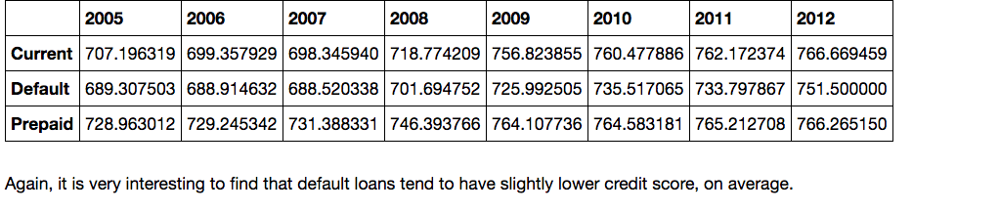 2005 2006 2007 2008 2009 2010 2011 2012
Current 707.196319 699.357929 698.345940 718.774209 756.823855 760.477886 762.172374 766.669459
Default 689.307503 688.914632 688.520338 701.694752 725.992505 735.517065 733.797867 751.500000
Prepaid 728.963012 729.245342 731.388331 746.393766 764.107736 764.583181 765.212708 766.265150
Again, it is very interesting to find that default loans tend to have slightly lower credit score, on average.